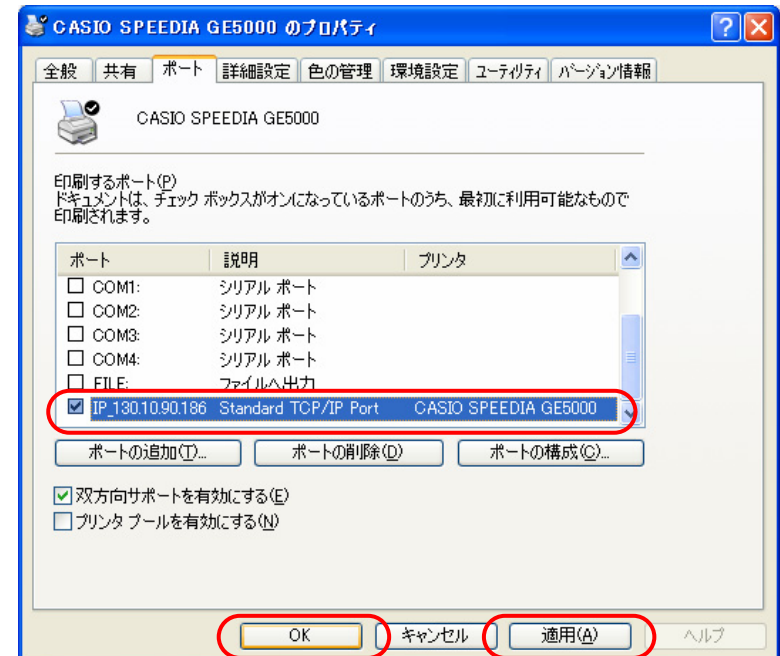 CASIO SPEEDIA GE5000 のプロパティ
全般 共有 ポート 詳細設定 色の管理 環境設定 ユーティリティ バージョン情報
CASIO SPEEDIA GE5000
印刷するポート(P)
ドキュメントは、チェック ボックスがオンになっているポートのうち、最初に利用可能なもので
印刷されます。
ポート 説明 プリンタ
COM1: シリアル ポート
COM2: シリアル ポート
COM3: シリアル ポート
COM4: シリアル ポート
FILE: ファイルへ出力
IP_130.10.90.186 Standard TCP/IP Port CASIO SPEEDIA GE5000
ポートの追加(T)... ポートの削除(D) ポートの構成(C)...
双方向サポートを有効にする(E)
プリンタ プールを有効にする(N)
OK キャンセル 適用(A) ヘルプ